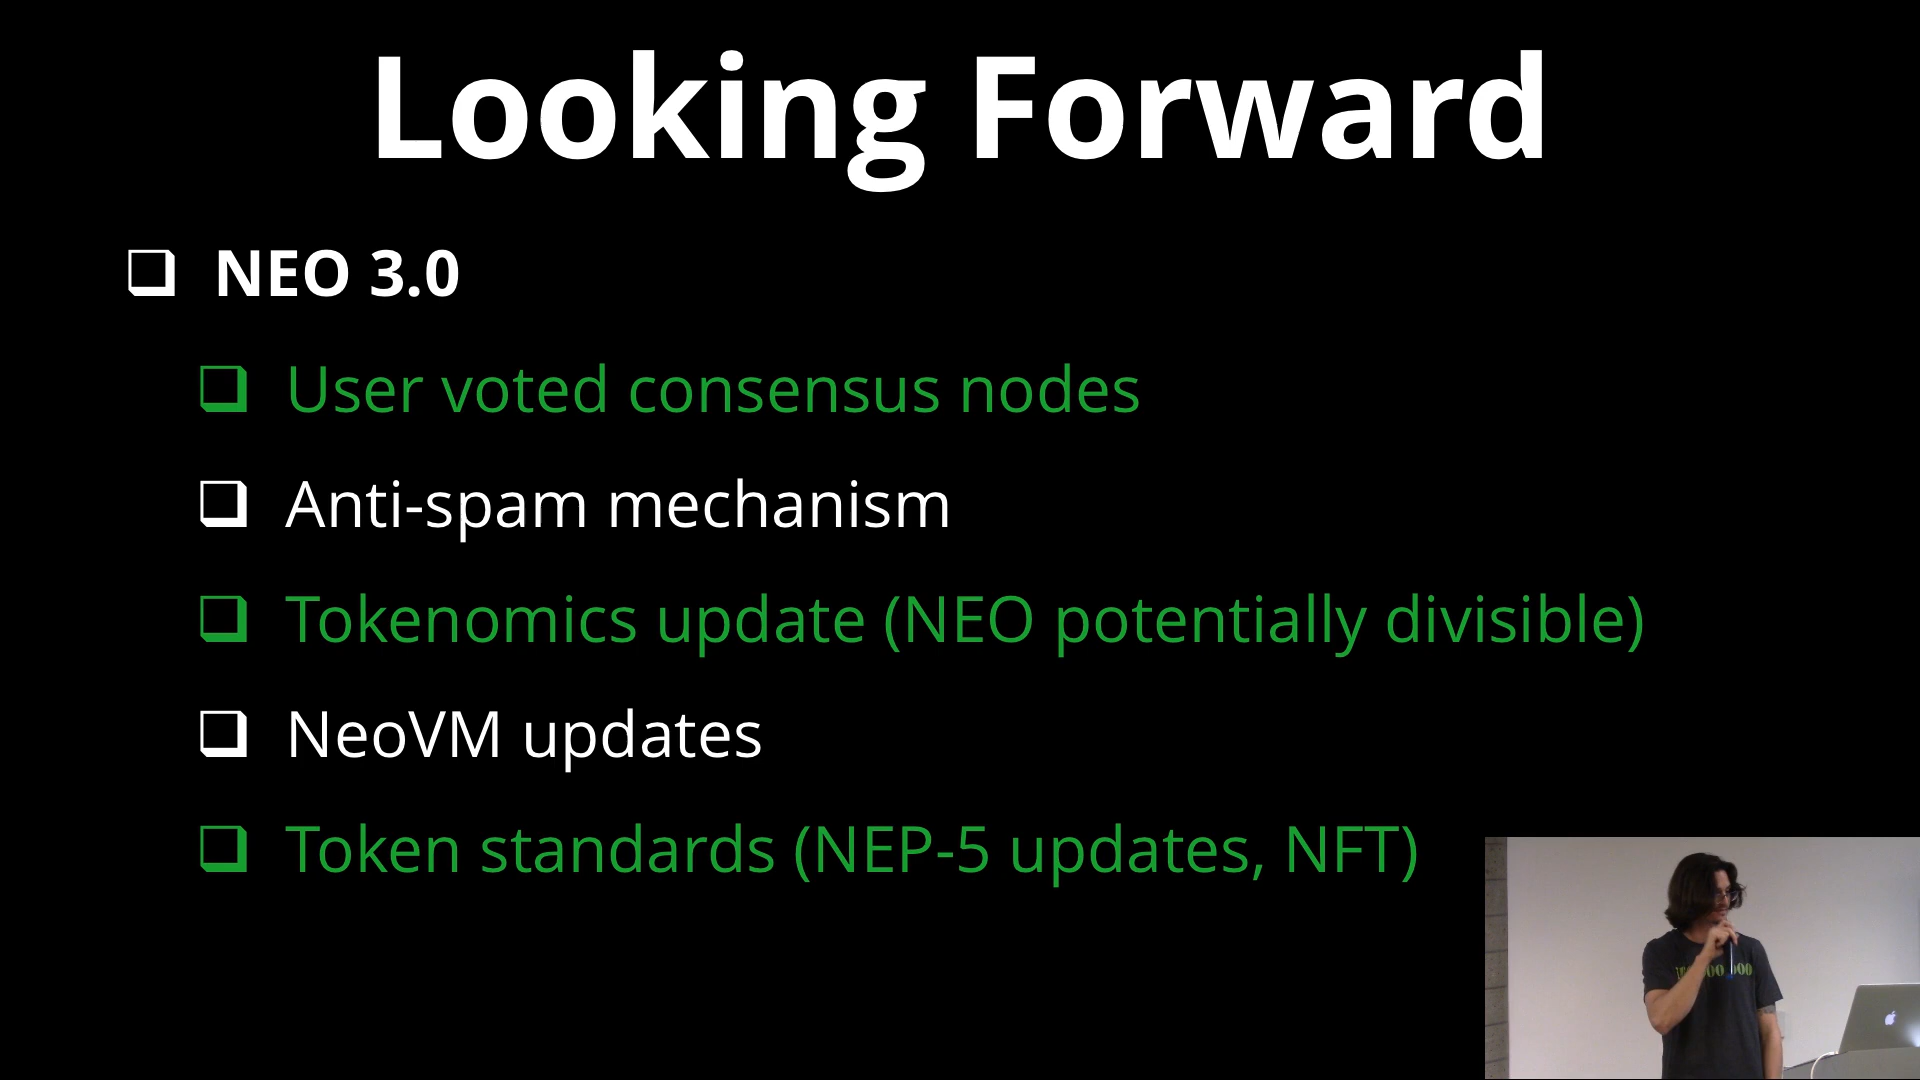 Looking Forward
NEO 3.0
User voted consensus nodes
Anti-spam mechanism
Tokenomics update (NEO potentially divisible)
NeoVM updates
Token standards (NEP-5 updates, NFT)